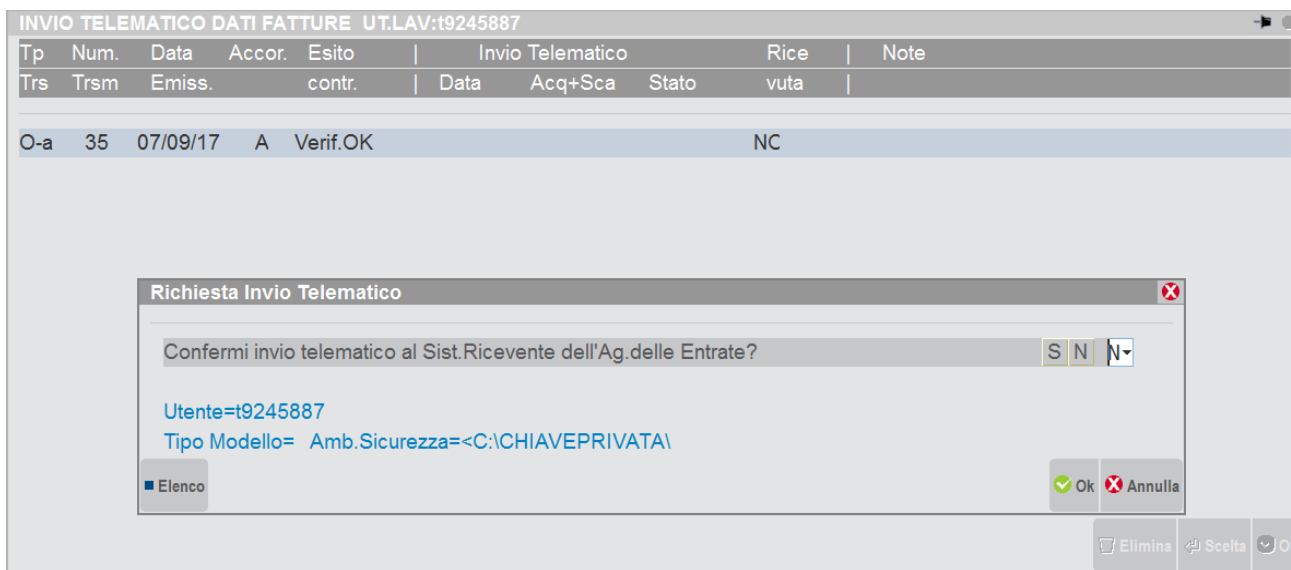 INVIO TELEMATICO DATI FATTURE UT.LAV:t9245887
Tp Num. Data Accor. Esito | Invio Telematico Rice | Note
Trs Trsm Emiss. contr. | Data Acq+Sca Stato vuta |
O-a 35 07/09/17 A Verif.OK NC
Richiesta Invio Telematico
Confermi invio telematico al Sist.Ricevente dell'Ag.delle Entrate? S N N
Utente=t9245887
Tipo Modello= Amb.Sicurezza=<C:\CHIAVEPRIVATA\
Elenco Ok Annulla
Elimina Scelta